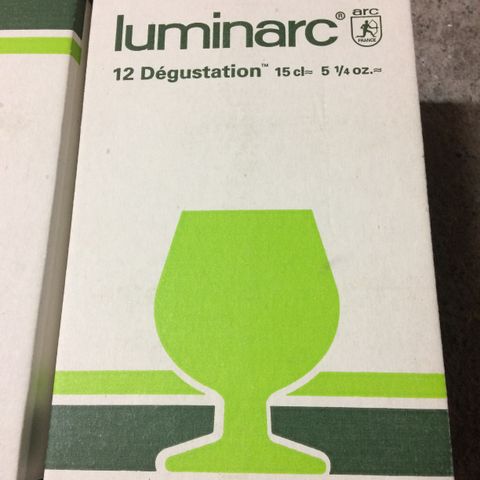 luminarc®
arc
FRANCE
12 Dégustation™ 15 cl≈ 5 1/4 oz.≈